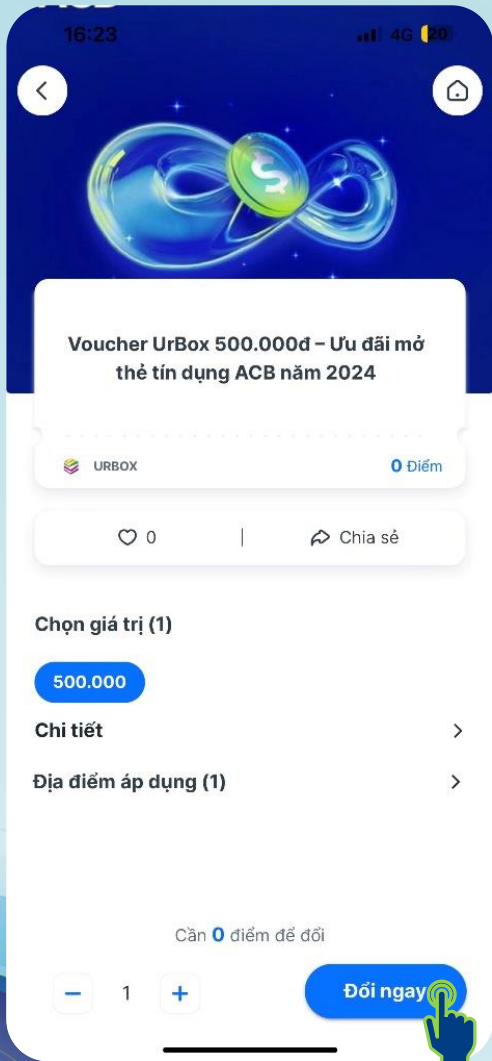 ACB
16:23
4G 20
Voucher UrBox 500.000đ – Ưu đãi mở
thẻ tín dụng ACB năm 2024
URBOX
0 Điểm
0 | Chia sẻ
Chọn giá trị (1)
500.000
Chi tiết
Địa điểm áp dụng (1)
Cần 0 điểm để đổi
− 1 +
Đổi ngay